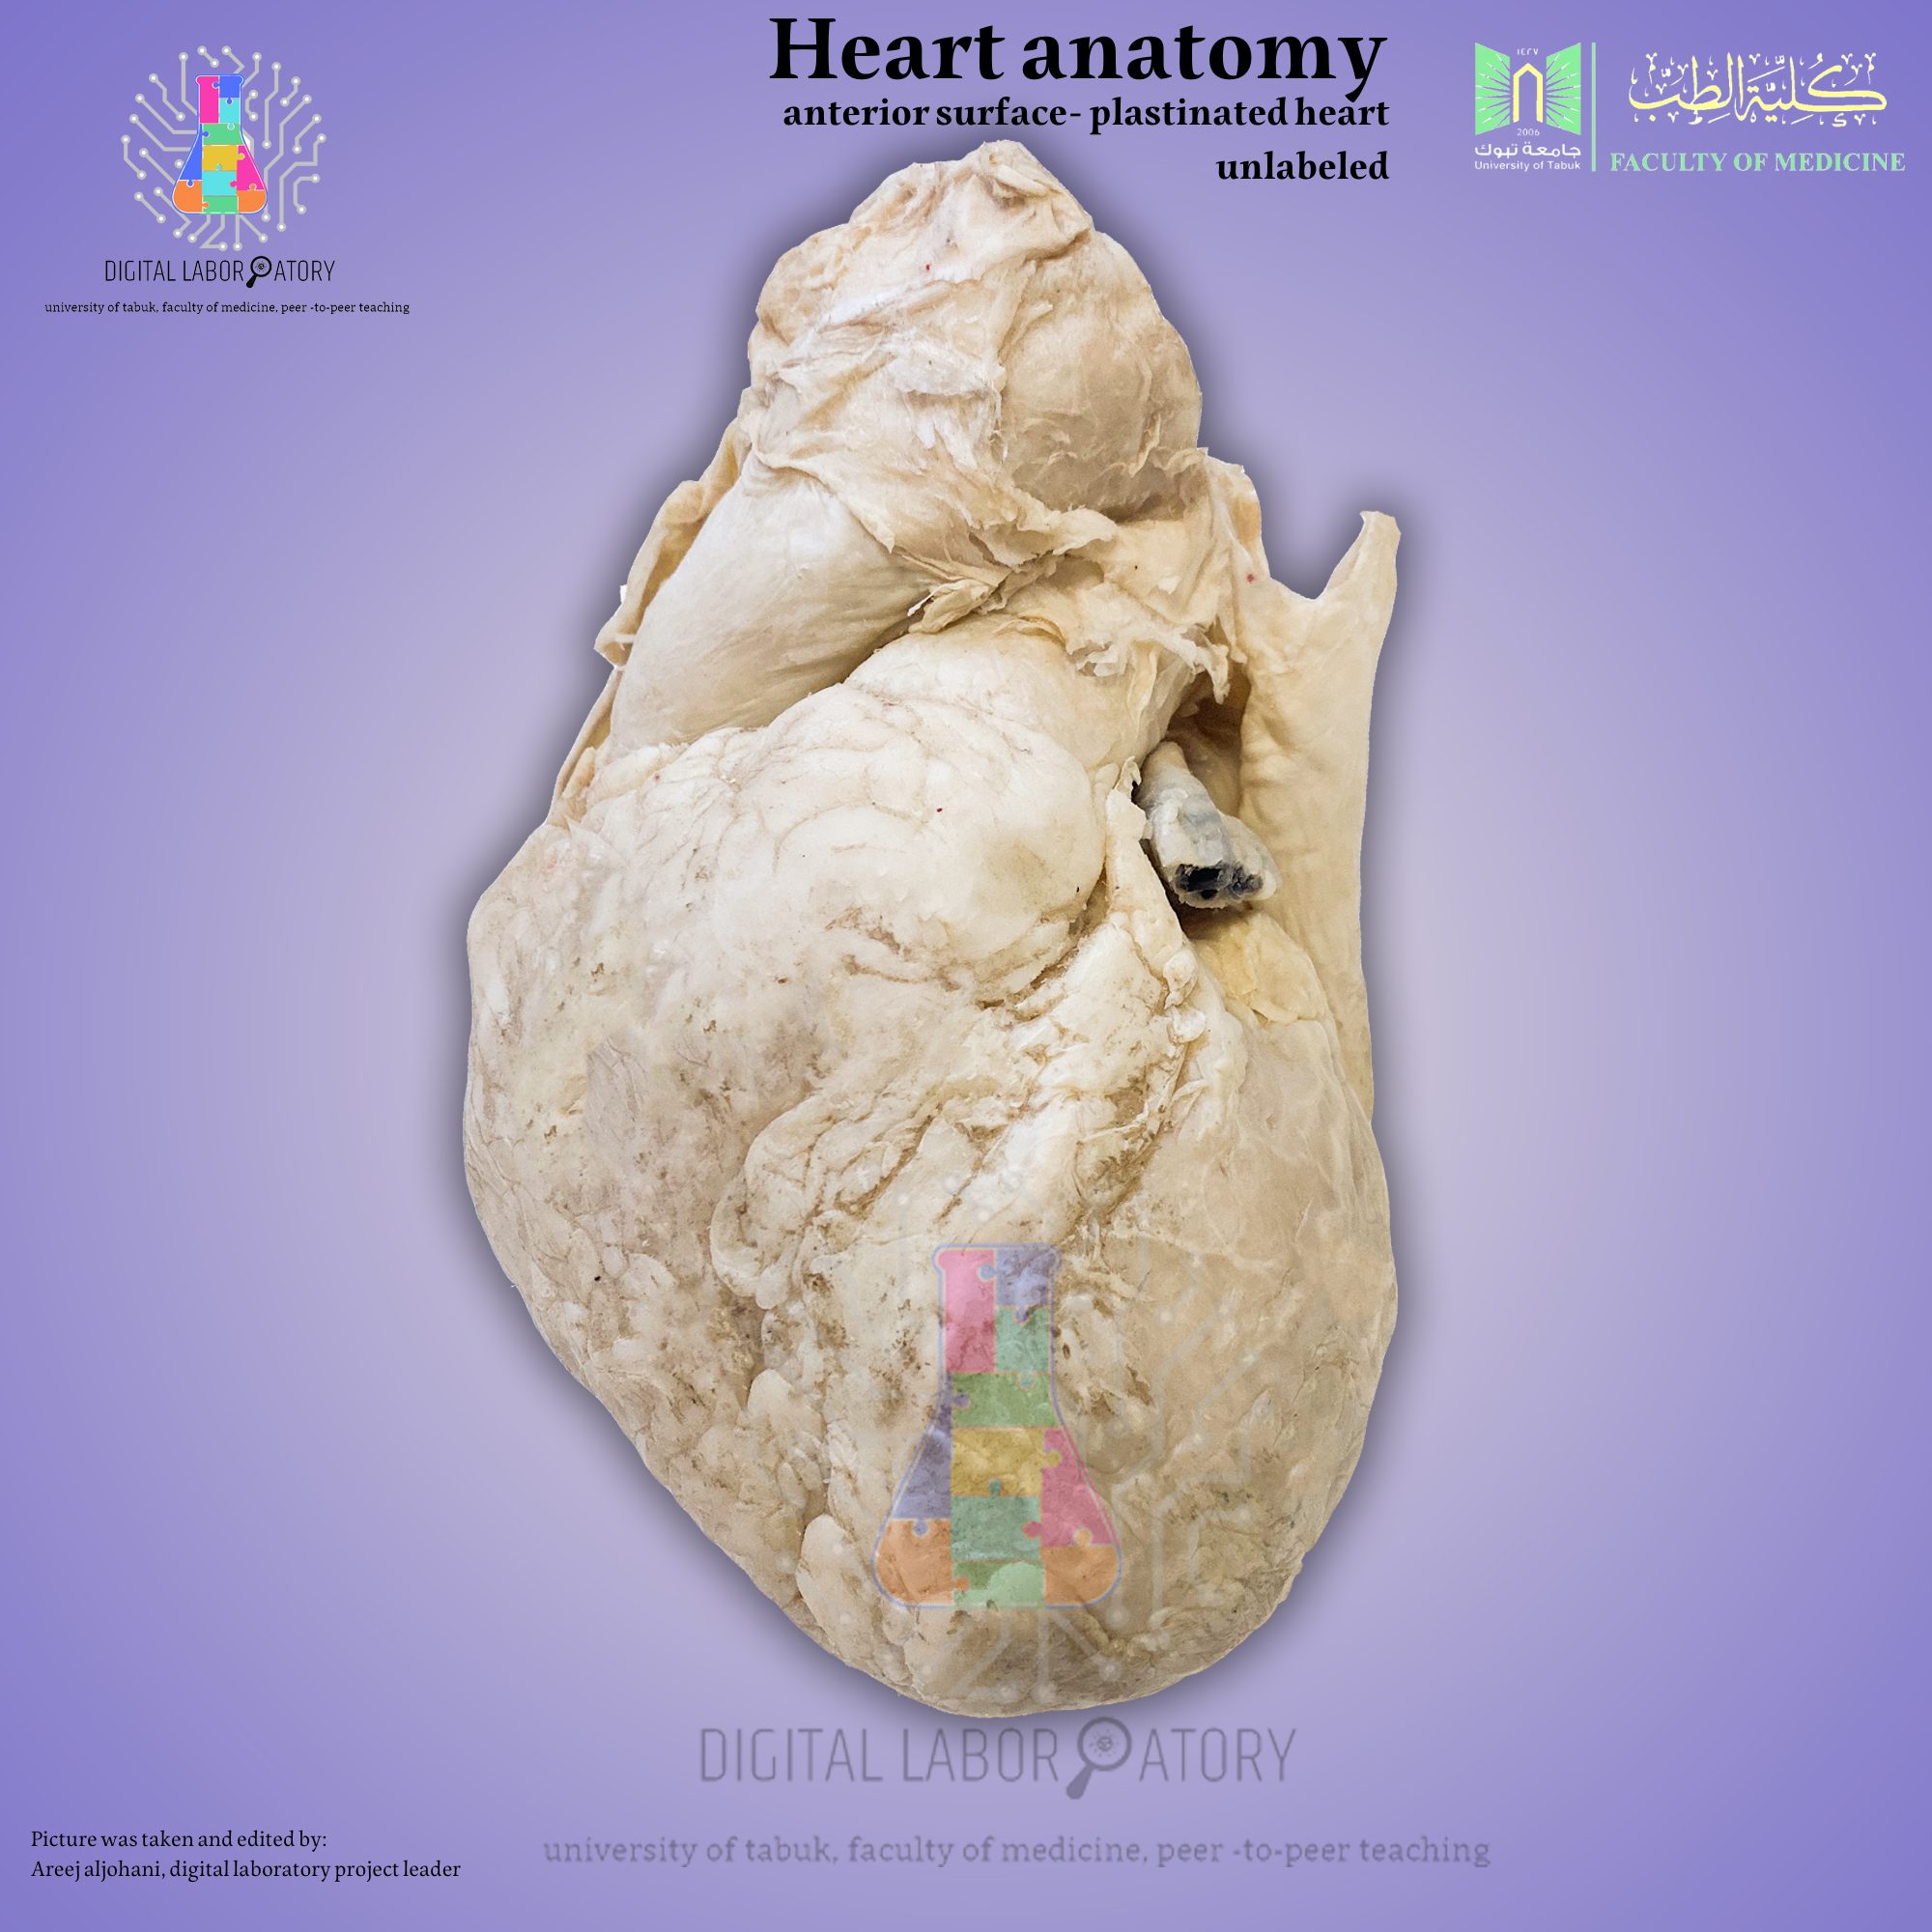 Heart anatomy
anterior surface- plastinated heart
unlabeled
DIGITAL LABORATORY
university of tabuk, faculty of medicine, peer -to-peer teaching
١٤٢٧
2006
جامعة تبوك
University of Tabuk
كلية الطب
FACULTY OF MEDICINE
DIGITAL LABORATORY
university of tabuk, faculty of medicine, peer -to-peer teaching
Picture was taken and edited by:
Areej aljohani, digital laboratory project leader